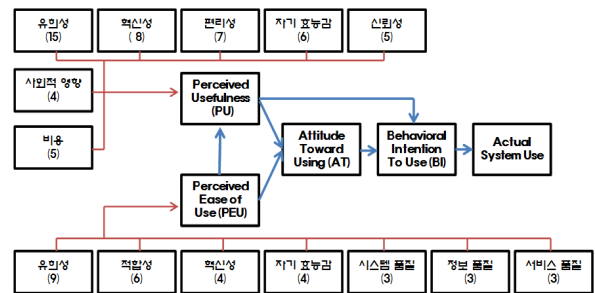 유희성
(15)
혁신성
( 8)
편리성
(7)
자기 효능감
(6)
신뢰성
(5)
사회적 영향
(4)
비용
(5)
Perceived
Usefulness
(PU)
Attitude
Toward
Using (AT)
Behavioral
Intention
To Use (BI)
Actual
System Use
Perceived
Ease of
Use (PEU)
유희성
(9)
적합성
(6)
혁신성
(4)
자기 효능감
(4)
시스템 품질
(3)
정보 품질
(3)
서비스 품질
(3)